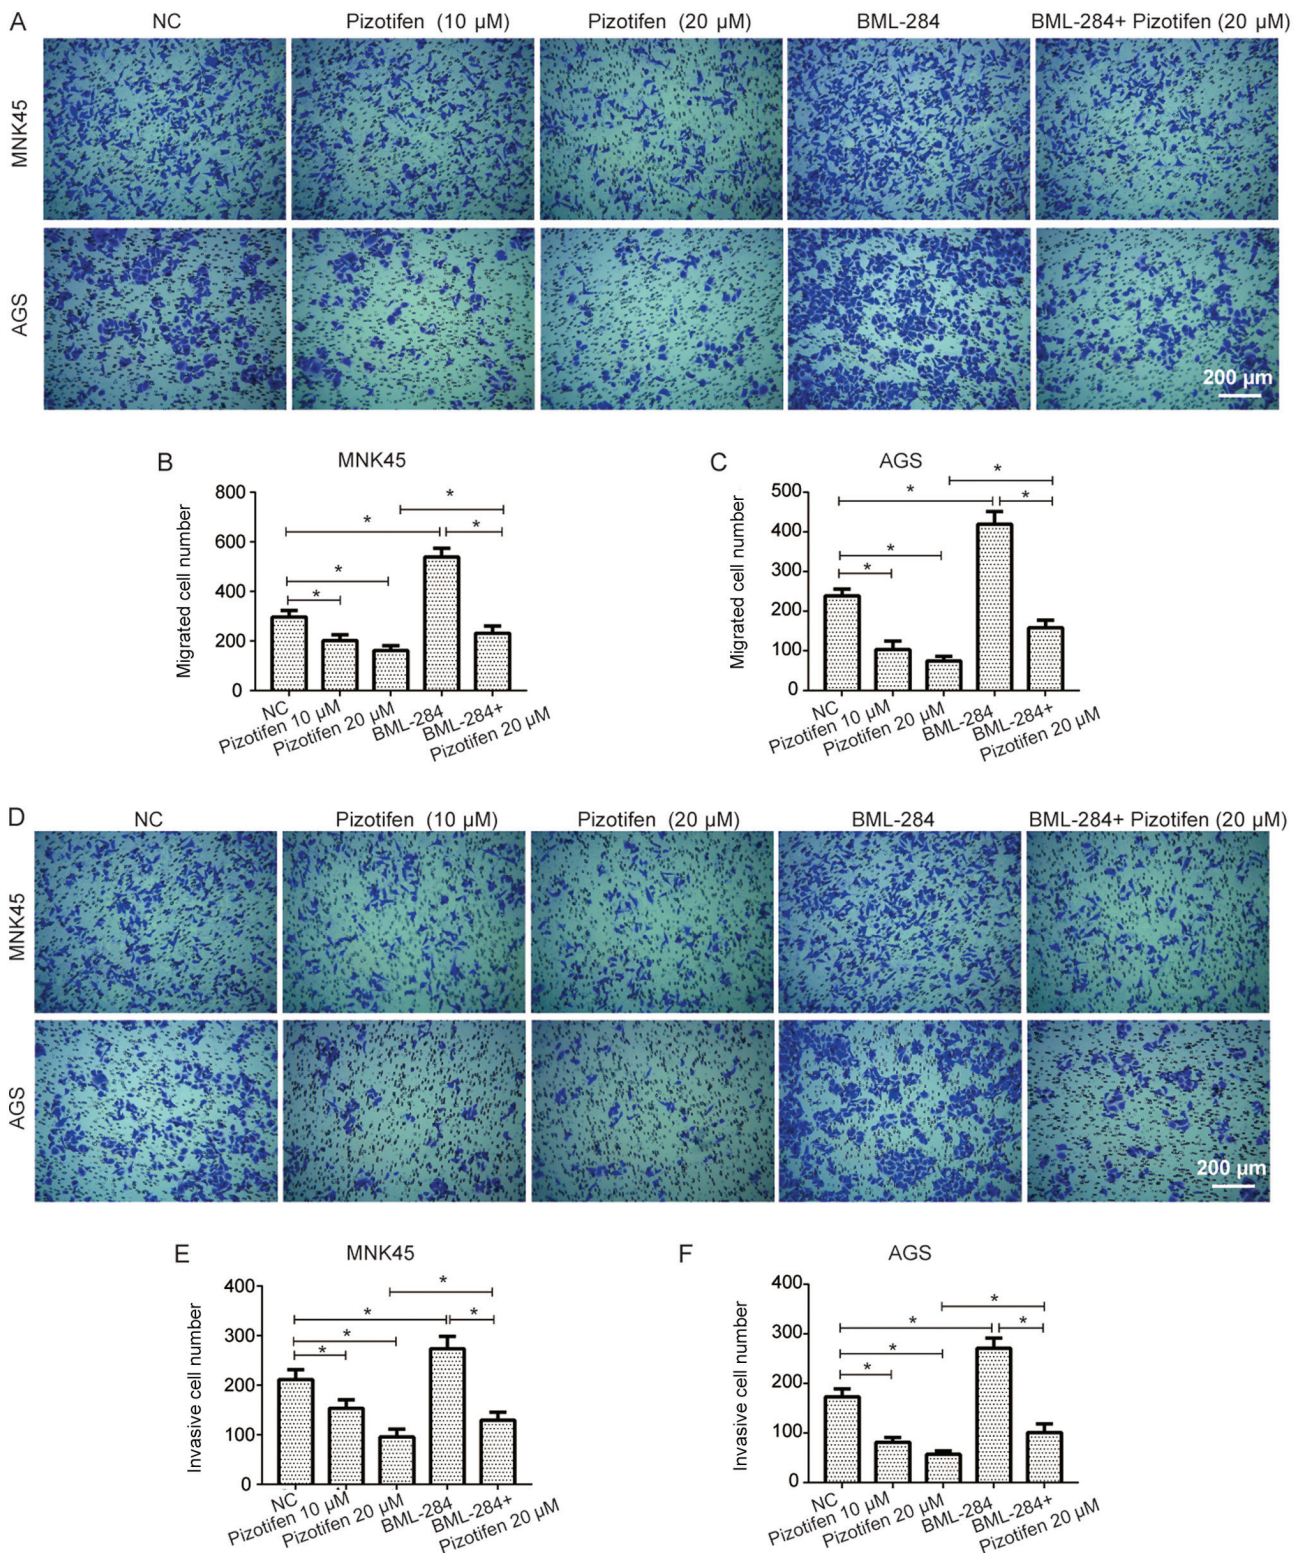 A
NC
Pizotifen (10 µM)
Pizotifen (20 µM)
BML-284
BML-284+ Pizotifen (20 µM)
MNK45
AGS
200 µm
B
MNK45
Migrated cell number
800
600
400
200
0
*
*
*
*
*
NC
Pizotifen 10 µM
Pizotifen 20 µM
BML-284
BML-284+
Pizotifen 20 µM
C
AGS
Migrated cell number
500
400
300
200
100
0
*
*
*
*
*
NC
Pizotifen 10 µM
Pizotifen 20 µM
BML-284
BML-284+
Pizotifen 20 µM
D
NC
Pizotifen (10 µM)
Pizotifen (20 µM)
BML-284
BML-284+ Pizotifen (20 µM)
MNK45
AGS
200 µm
E
MNK45
Invasive cell number
400
300
200
100
0
*
*
*
*
*
NC
Pizotifen 10 µM
Pizotifen 20 µM
BML-284
BML-284+
Pizotifen 20 µM
F
AGS
Invasive cell number
400
300
200
100
0
*
*
*
*
*
NC
Pizotifen 10 µM
Pizotifen 20 µM
BML-284
BML-284+
Pizotifen 20 µM